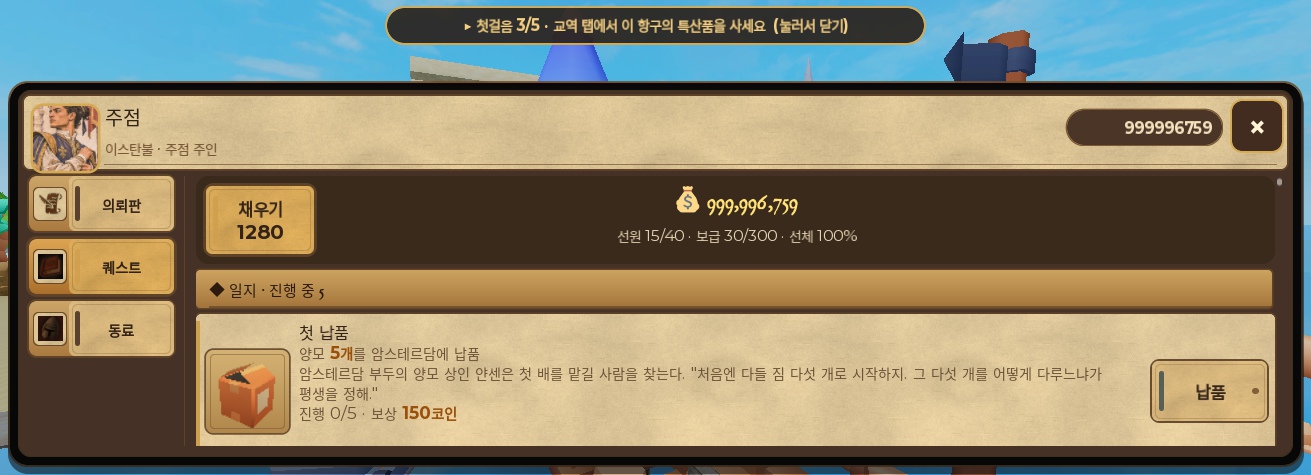 ▸ 첫걸음 3/5 · 교역 탭에서 이 항구의 특산품을 사세요 (눌러서 닫기)
주점
이스탄불 · 주점 주인
999996759
×
의뢰판
퀘스트
동료
채우기
1280
999,996,759
선원 15/40 · 보급 30/300 · 선체 100%
◆ 일지 · 진행 중 5
첫 납품
양모 5개를 암스테르담에 납품
암스테르담 부두의 양모 상인 얀센은 첫 배를 맡길 사람을 찾는다. "처음엔 다들 짐 다섯 개로 시작하지. 그 다섯 개를 어떻게 다루느냐가
평생을 정해."
진행 0/5 · 보상 150코인
납품